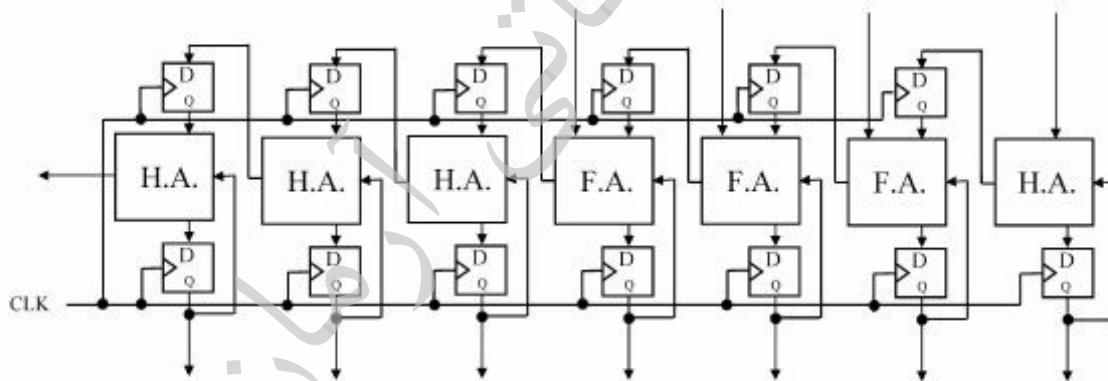 D D D D D D
Q Q Q Q Q Q
H.A. H.A. H.A. F.A. F.A. F.A. H.A.
D D D D D D D
Q Q Q Q Q Q Q
CLK